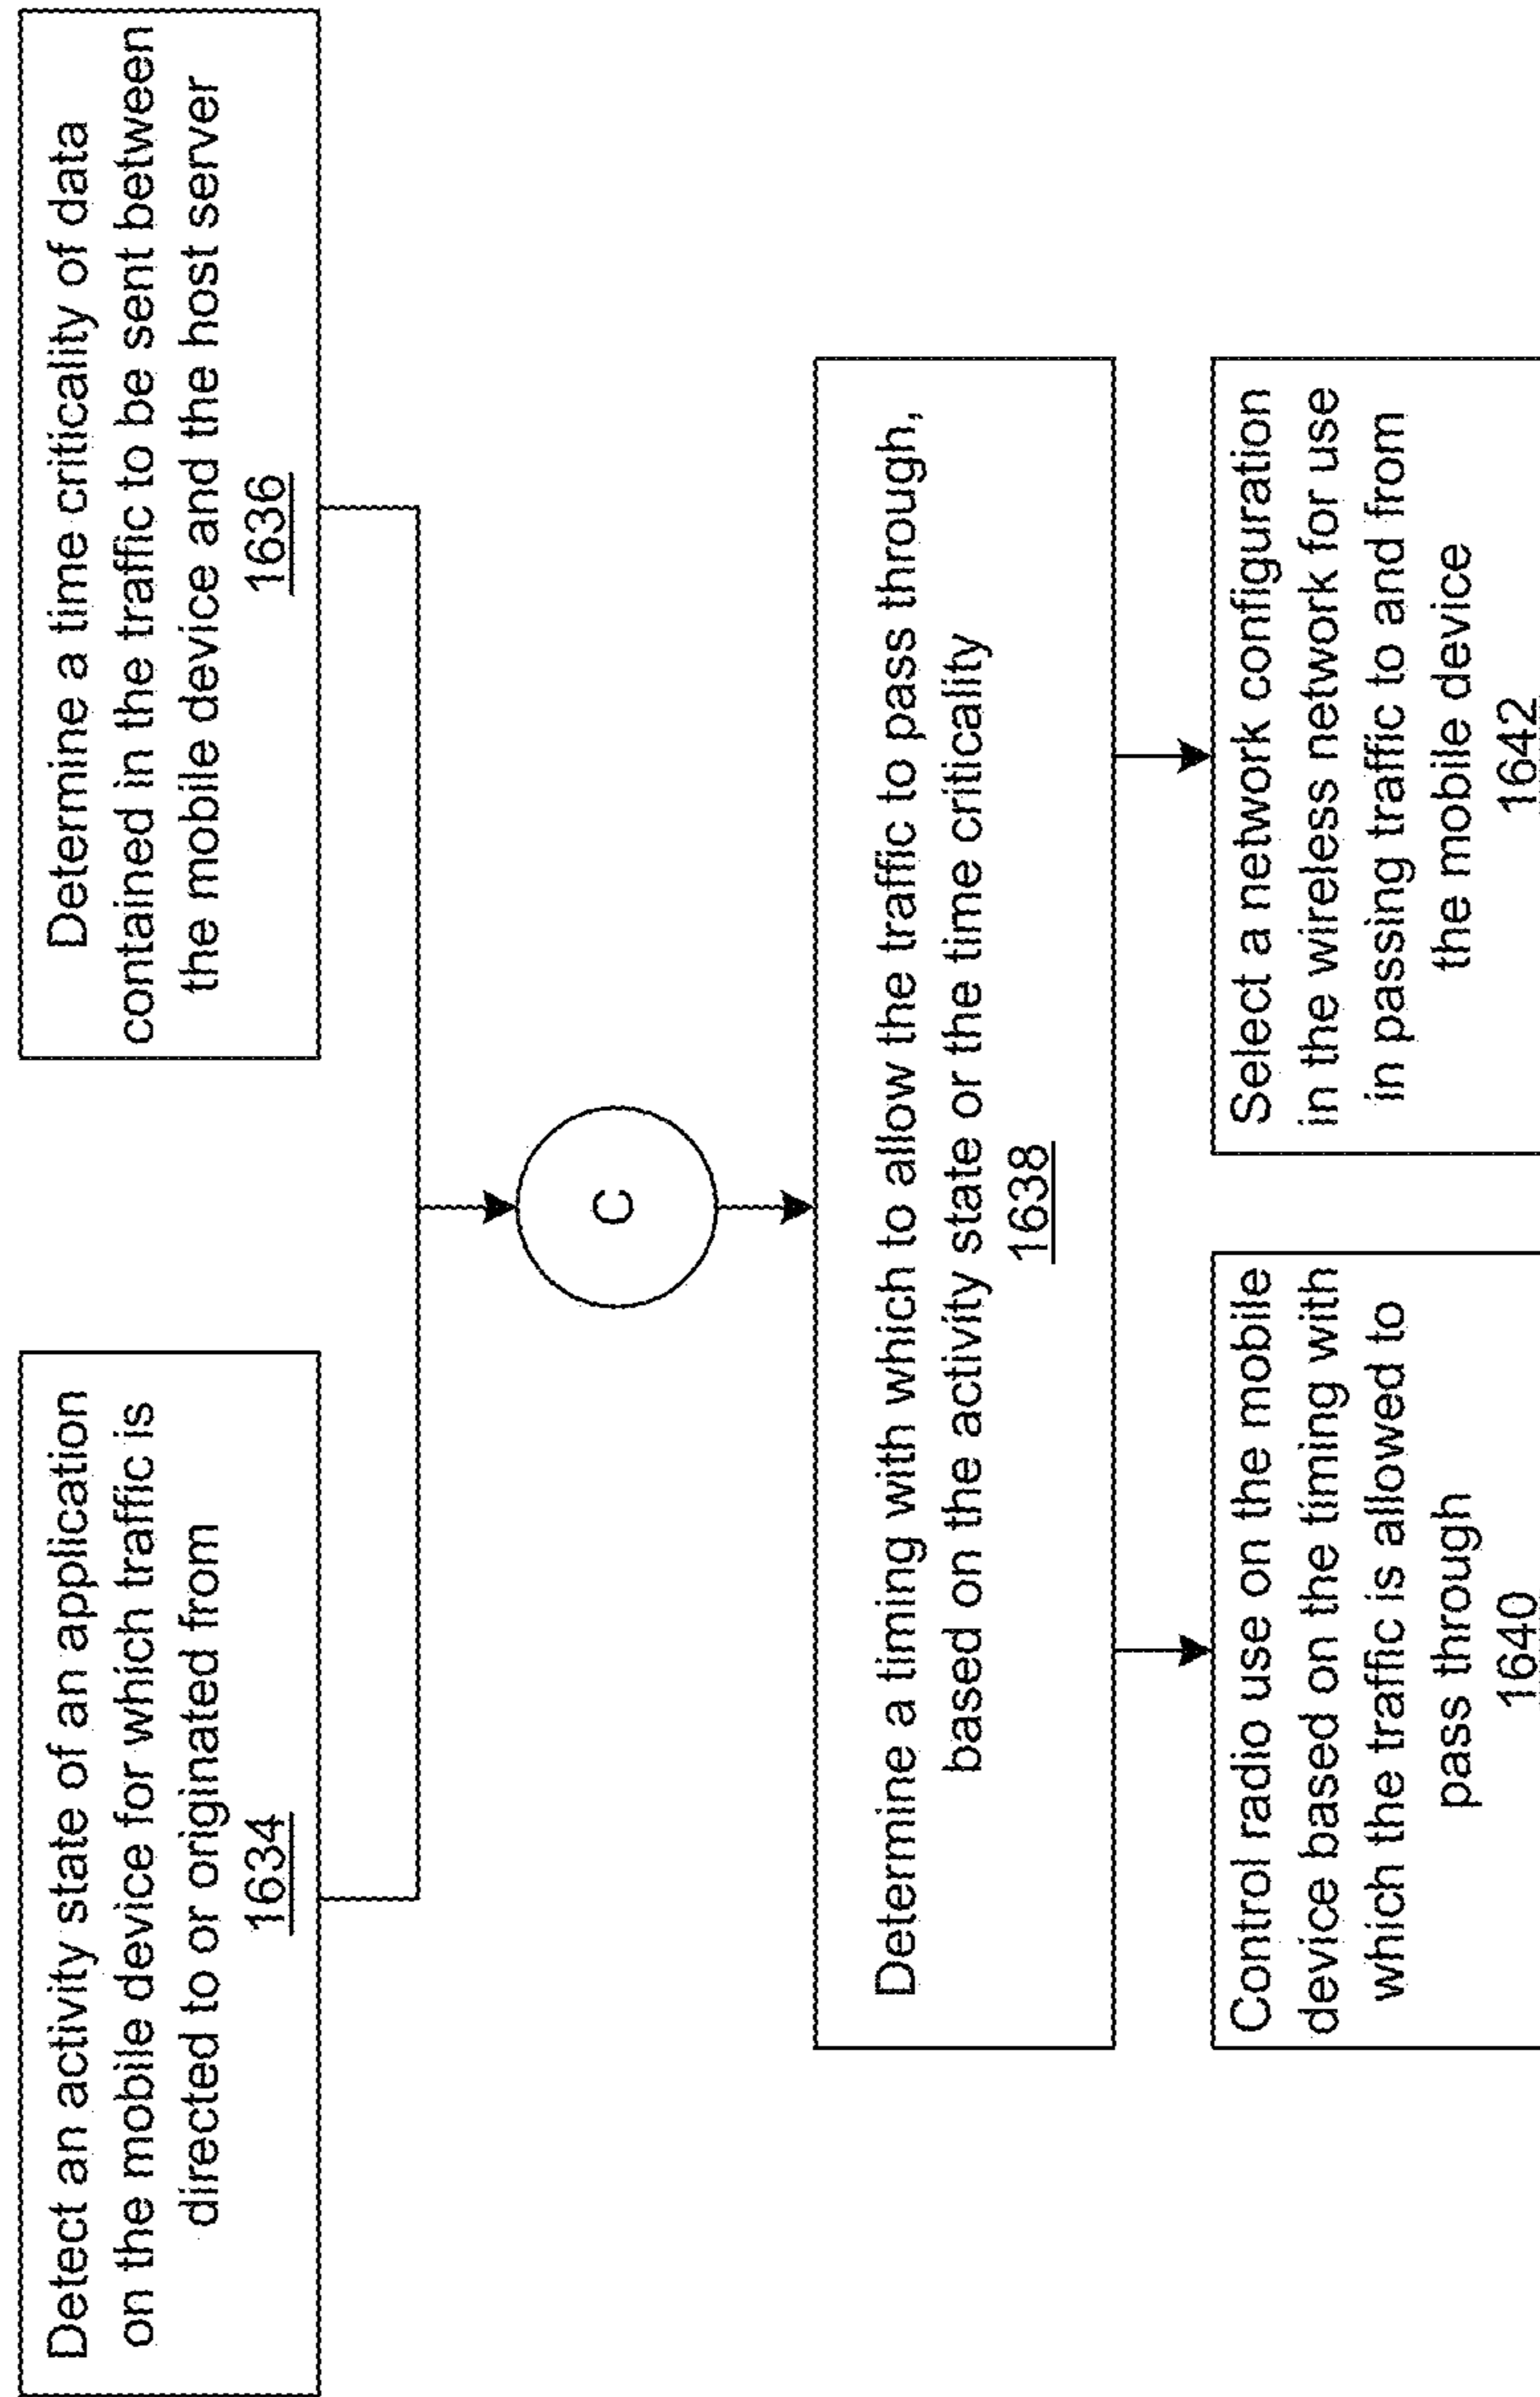 Detect an activity state of an application
on the mobile device for which traffic is
directed to or originated from
1634
Determine a time criticality of data
contained in the traffic to be sent between
the mobile device and the host server
1636
C
Determine a timing with which to allow the traffic to pass through,
based on the activity state or the time criticality
1638
Control radio use on the mobile
device based on the timing with
which the traffic is allowed to
pass through
1640
Select a network configuration
in the wireless network for use
in passing traffic to and from
the mobile device
1642